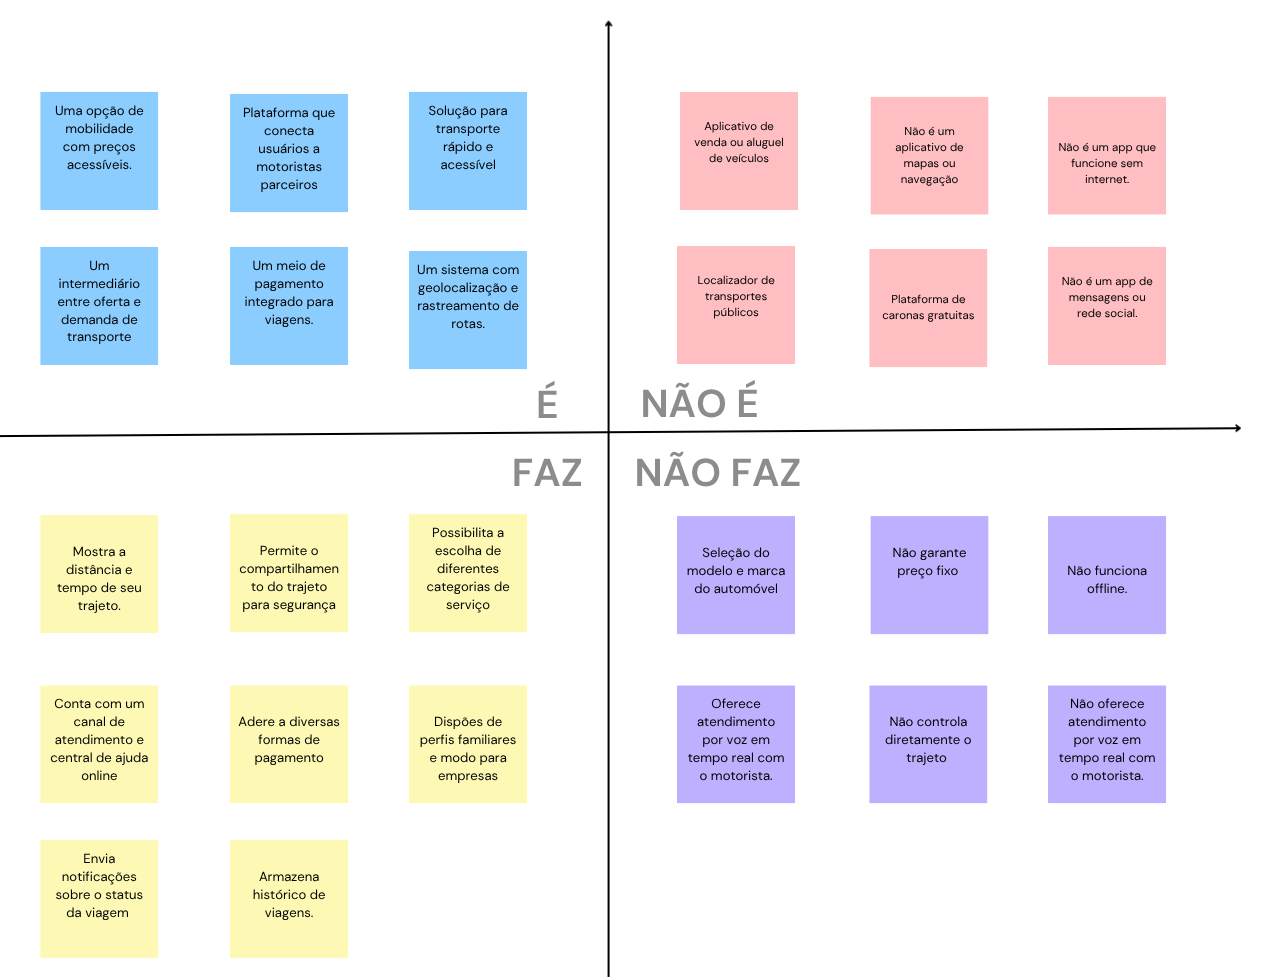 Uma opção de
mobilidade
com preços
acessíveis.
Plataforma que
conecta
usuários a
motoristas
parceiros
Solução para
transporte
rápido e
acessível
Um
intermediário
entre oferta e
demanda de
transporte
Um meio de
pagamento
integrado para
viagens.
Um sistema com
geolocalização e
rastreamento de
rotas.
É
Aplicativo de
venda ou aluguel
de veículos
Não é um
aplicativo de
mapas ou
navegação
Não é um app que
funcione sem
internet.
Localizador de
transportes
públicos
Plataforma de
caronas gratuitas
Não é um app de
mensagens ou
rede social.
NÃO É
FAZ
Mostra a
distância e
tempo de seu
trajeto.
Permite o
compartilhamen
to do trajeto
para segurança
Possibilita a
escolha de
diferentes
categorias de
serviço
Conta com um
canal de
atendimento e
central de ajuda
online
Adere a diversas
formas de
pagamento
Dispões de
perfis familiares
e modo para
empresas
Envia
notificações
sobre o status
da viagem
Armazena
histórico de
viagens.
NÃO FAZ
Seleção do
modelo e marca
do automóvel
Não garante
preço fixo
Não funciona
offline.
Oferece
atendimento
por voz em
tempo real com
o motorista.
Não controla
diretamente o
trajeto
Não oferece
atendimento
por voz em
tempo real com
o motorista.